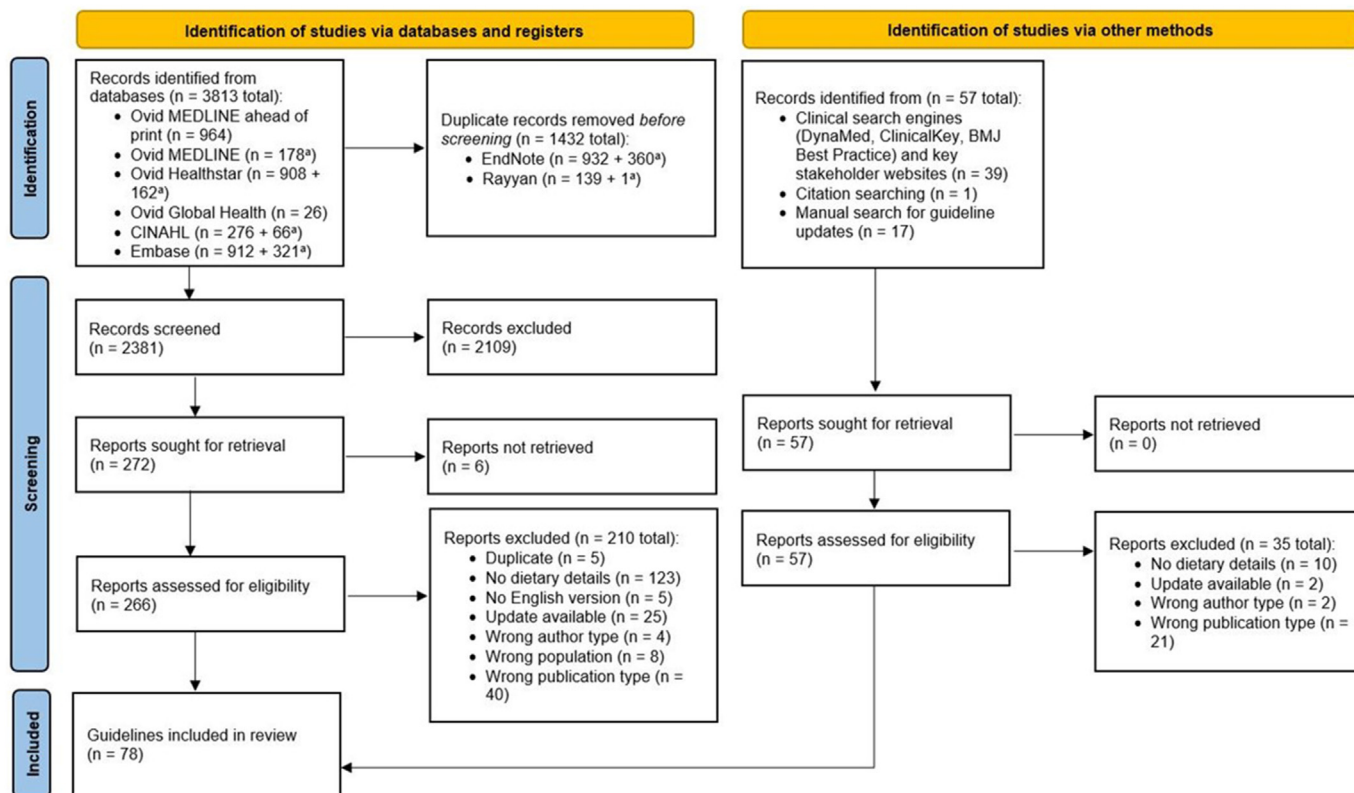 Identification of studies via databases and registers
Identification of studies via other methods
Identification
Records identified from
databases (n = 3813 total):
• Ovid MEDLINE ahead of
print (n = 964)
• Ovid MEDLINE (n = 178ª)
• Ovid Healthstar (n = 908 +
162ª)
• Ovid Global Health (n = 26)
• CINAHL (n = 276 + 66ª)
• Embase (n = 912 + 321ª)
Duplicate records removed before
screening (n = 1432 total):
• EndNote (n = 932 + 360ª)
• Rayyan (n = 139 + 1ª)
Records identified from (n = 57 total):
• Clinical search engines
(DynaMed, ClinicalKey, BMJ
Best Practice) and key
stakeholder websites (n = 39)
• Citation searching (n = 1)
• Manual search for guideline
updates (n = 17)
Screening
Records screened
(n = 2381)
Records excluded
(n = 2109)
Reports sought for retrieval
(n = 272)
Reports not retrieved
(n = 6)
Reports sought for retrieval
(n = 57)
Reports not retrieved
(n = 0)
Reports assessed for eligibility
(n = 266)
Reports excluded (n = 210 total):
• Duplicate (n = 5)
• No dietary details (n = 123)
• No English version (n = 5)
• Update available (n = 25)
• Wrong author type (n = 4)
• Wrong population (n = 8)
• Wrong publication type (n =
40)
Reports assessed for eligibility
(n = 57)
Reports excluded (n = 35 total):
• No dietary details (n = 10)
• Update available (n = 2)
• Wrong author type (n = 2)
• Wrong publication type (n =
21)
Included
Guidelines included in review
(n = 78)